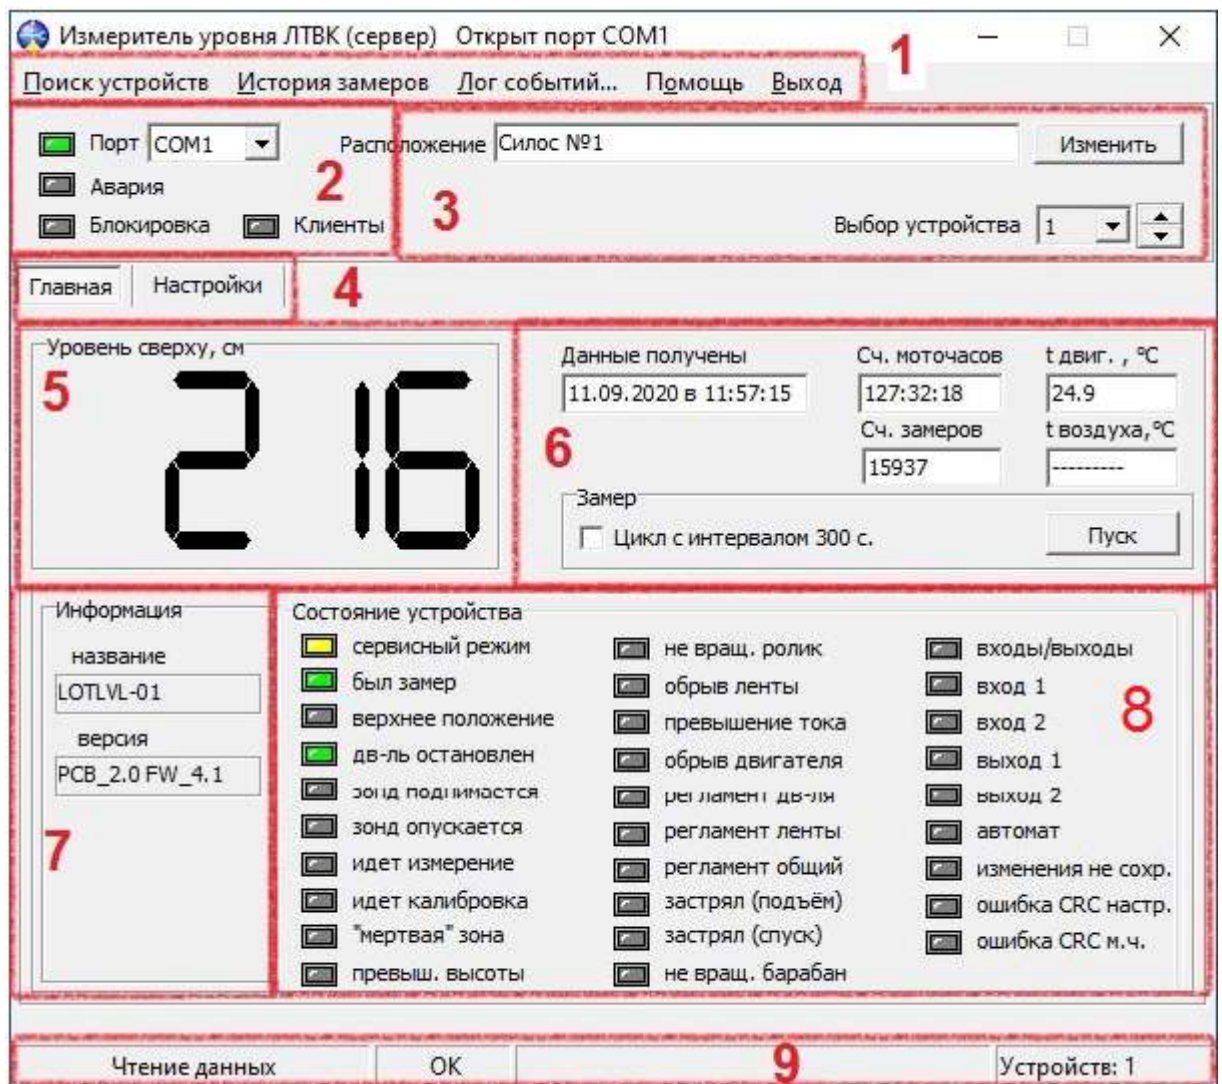 Измеритель уровня ЛТВК (сервер) Открыт порт COM1
1
Поиск устройств История замеров Лог событий... Помощь Выход
Порт COM1
Авария
Блокировка Клиенты
2
Расположение Силос №1 Изменить
3
Выбор устройства 1
Главная Настройки
4
Уровень сверху, см
5
216
Данные получены Сч. моточасов t двиг. , °C
11.09.2020 в 11:57:15 127:32:18 24.9
6
Сч. замеров t воздуха,°C
15937 ---------
Замер
Цикл с интервалом 300 с. Пуск
Информация
название
LOTLVL-01
версия
PCB_2.0 FW_4.1
7
Состояние устройства
8
сервисный режим не вращ. ролик входы/выходы
был замер обрыв ленты вход 1
верхнее положение превышение тока вход 2
дв-ль остановлен обрыв двигателя выход 1
зонд поднимается регламент дв-ля выход 2
зонд опускается регламент ленты автомат
идет измерение регламент общий изменения не сохр.
идет калибровка застрял (подъём) ошибка CRC настр.
"мертвая" зона застрял (спуск) ошибка CRC м.ч.
превыш. высоты не вращ. барабан
Чтение данных OK 9 Устройств: 1